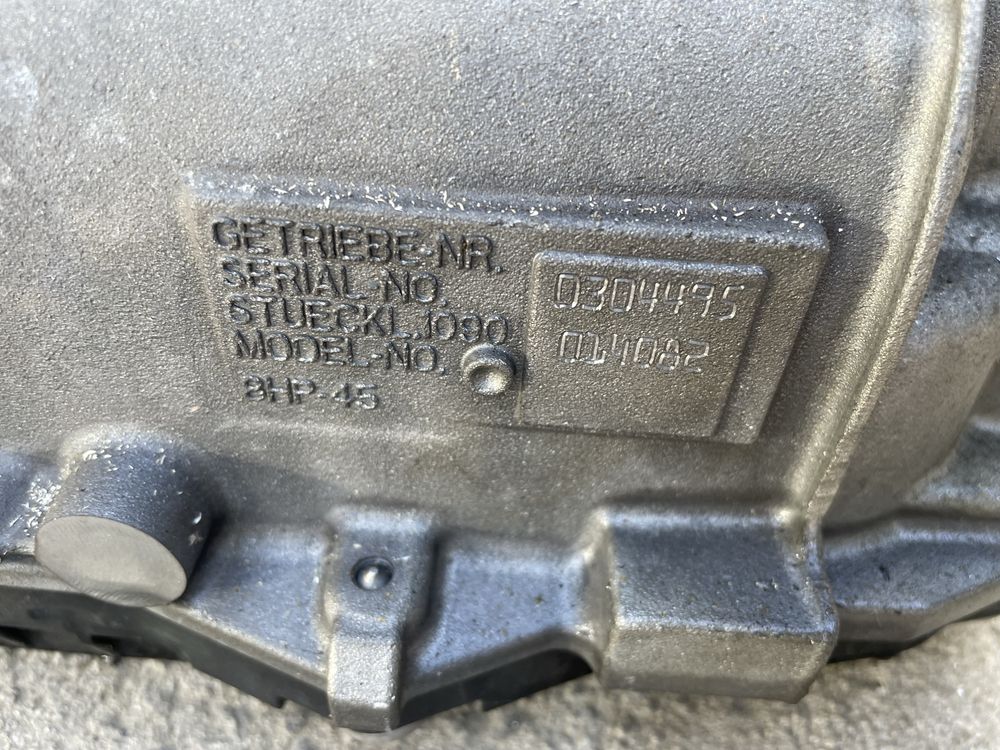 GETRIEBE-NR.
SERIAL-NO.
0304495
STUECKL.1090
MODEL-NO.
014082
8HP-45